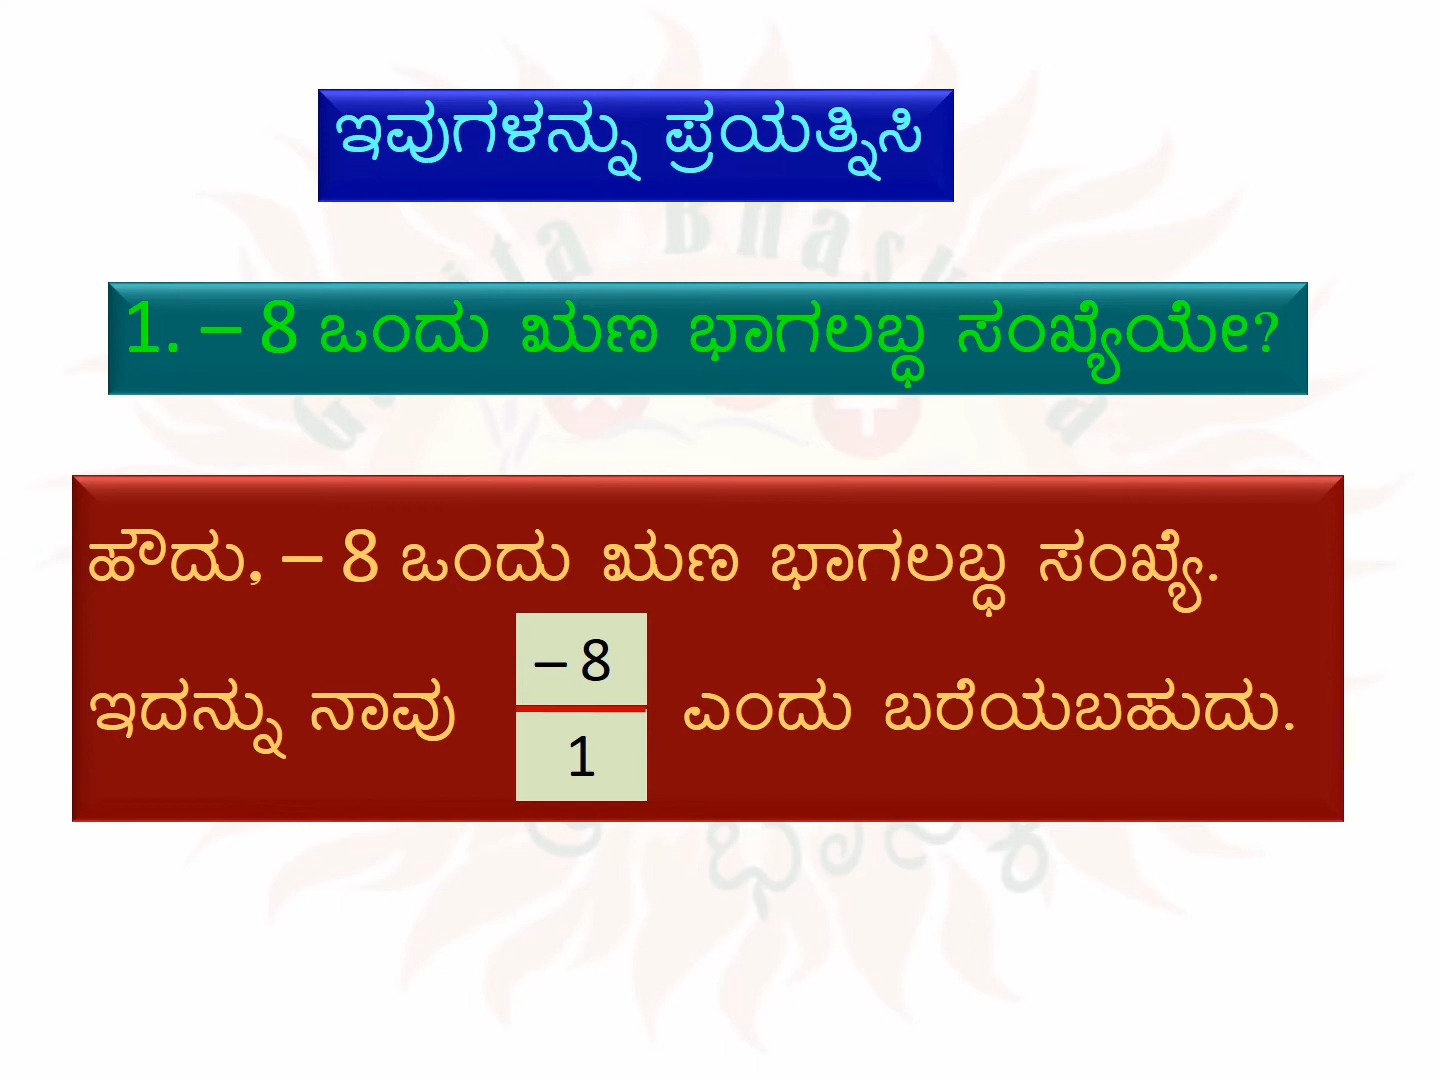 ಇವುಗಳನ್ನು ಪ್ರಯತ್ನಿಸಿ
1. – 8 ಒಂದು ಋಣ ಭಾಗಲಬ್ಧ ಸಂಖ್ಯೆಯೇ?
ಹೌದು, – 8 ಒಂದು ಋಣ ಭಾಗಲಬ್ಧ ಸಂಖ್ಯೆ.
– 8
ಇದನ್ನು ನಾವು ಎಂದು ಬರೆಯಬಹುದು.
1